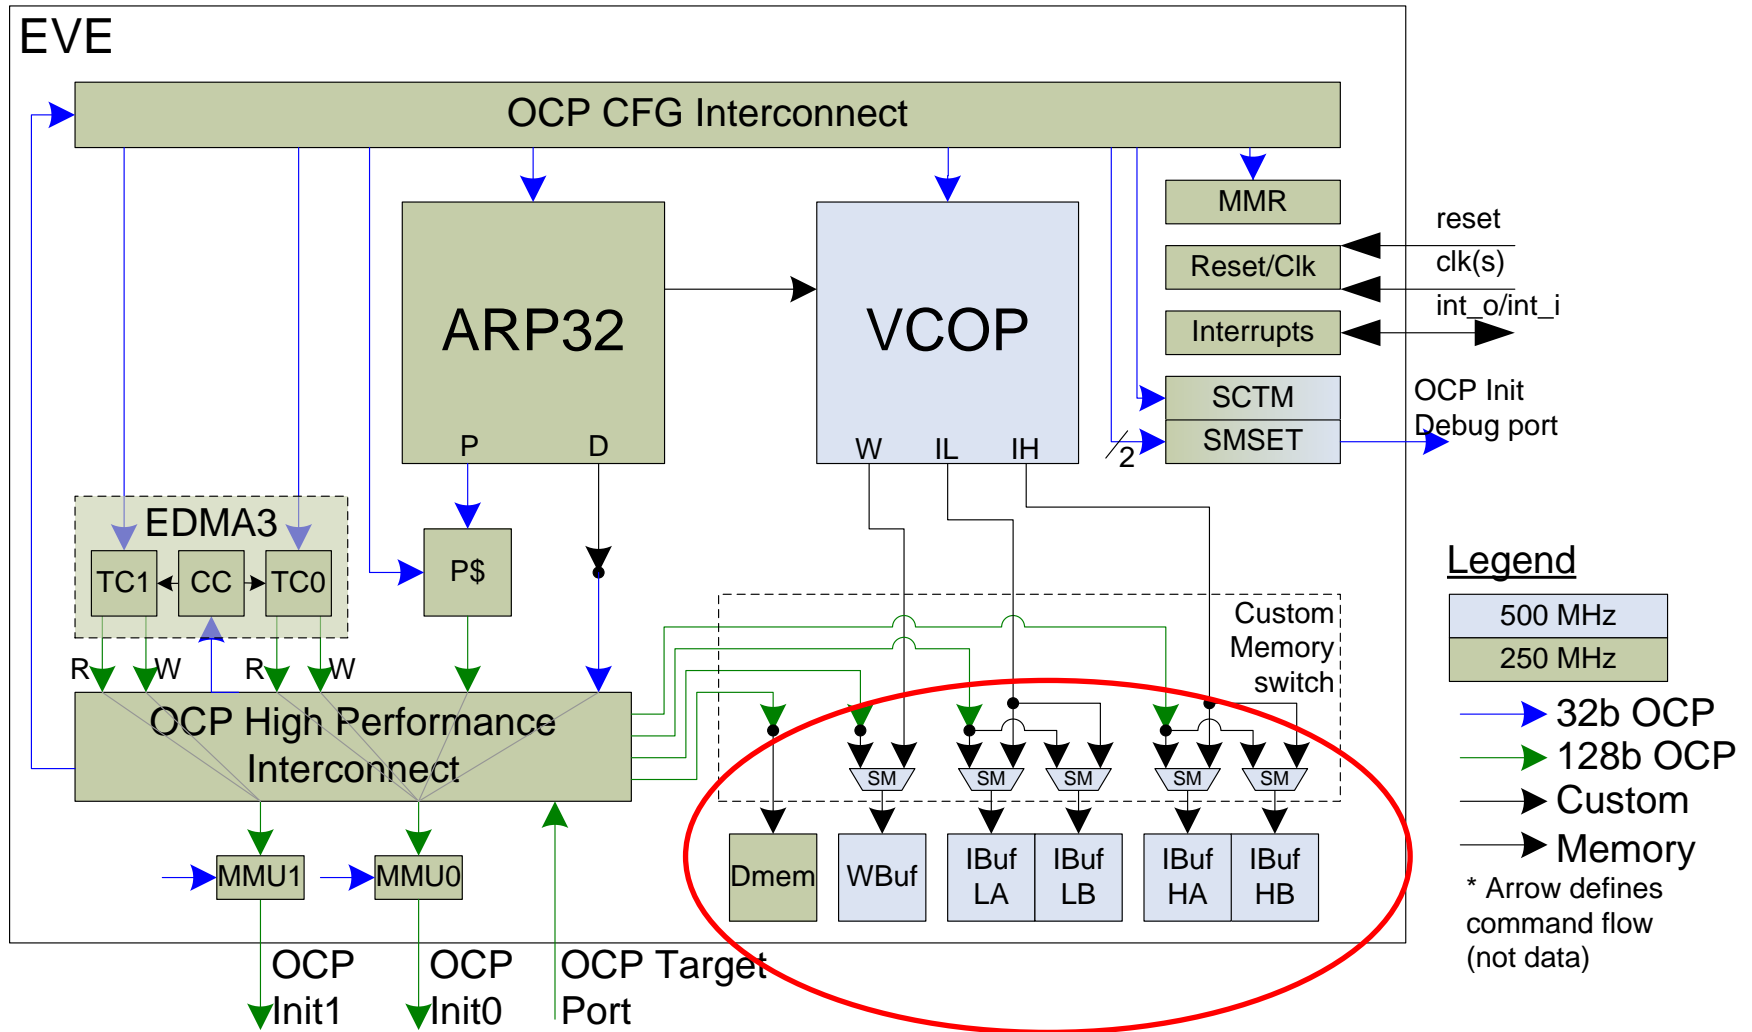 EVE
OCP CFG Interconnect
MMR
reset
Reset/Clk
clk(s)
int_o/int_i
Interrupts
ARP32
VCOP
SCTM
SMSET
2
OCP Init
Debug port
P
D
W
IL
IH
EDMA3
TC1
CC
TC0
P$
R
W
R
W
Custom
Memory
switch
OCP High Performance
Interconnect
SM
SM
SM
SM
SM
Dmem
WBuf
IBuf
LA
IBuf
LB
IBuf
HA
IBuf
HB
MMU1
MMU0
OCP
Init1
OCP
Init0
OCP Target
Port
Legend
500 MHz
250 MHz
32b OCP
128b OCP
Custom
Memory
* Arrow defines
command flow
(not data)